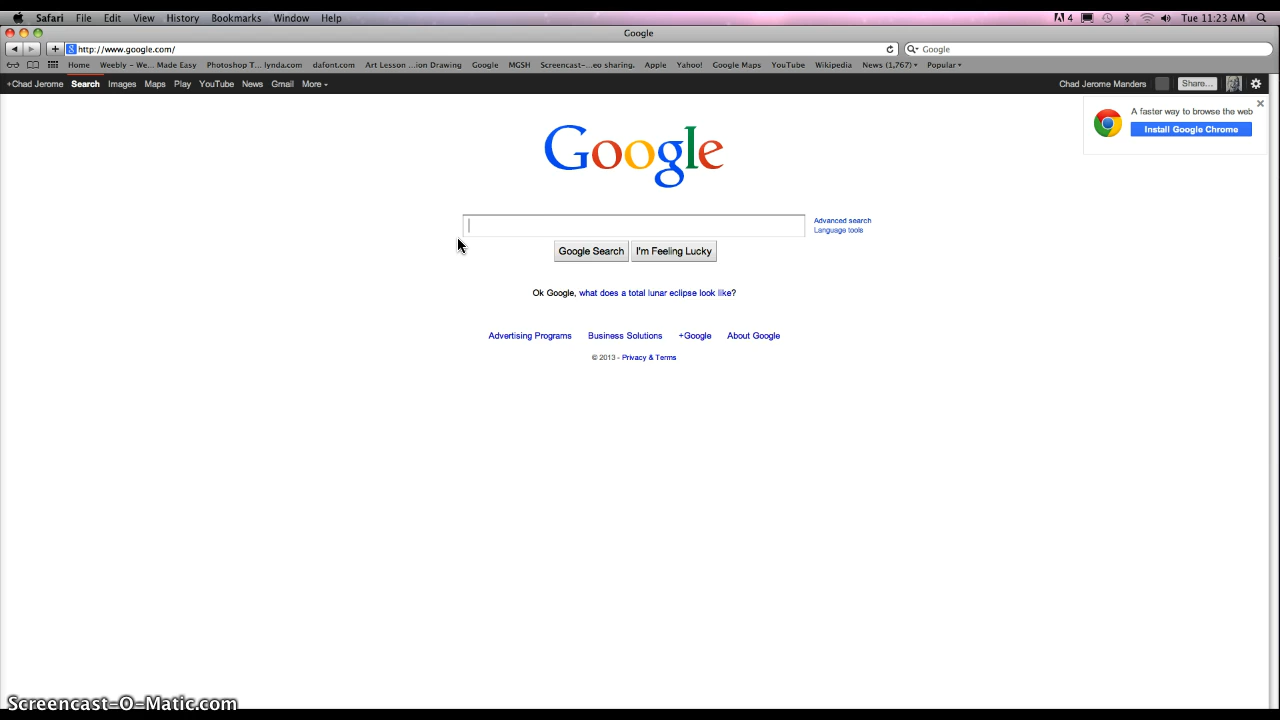 Safari File Edit View History Bookmarks Window Help 4 Tue 11:23 AM
Google
http://www.google.com/ Google
Home Weebly – We... Made Easy Photoshop T... lynda.com dafont.com Art Lesson ...ion Drawing Google MGSH Screencast-...eo sharing. Apple Yahoo! Google Maps YouTube Wikipedia News (1,767) Popular
+Chad Jerome Search Images Maps Play YouTube News Gmail More Chad Jerome Manders Share...
A faster way to browse the web
Install Google Chrome
Google
Advanced search
Language tools
Google Search I'm Feeling Lucky
Ok Google, what does a total lunar eclipse look like?
Advertising Programs Business Solutions +Google About Google
© 2013 - Privacy & Terms
Screencast-O-Matic.com